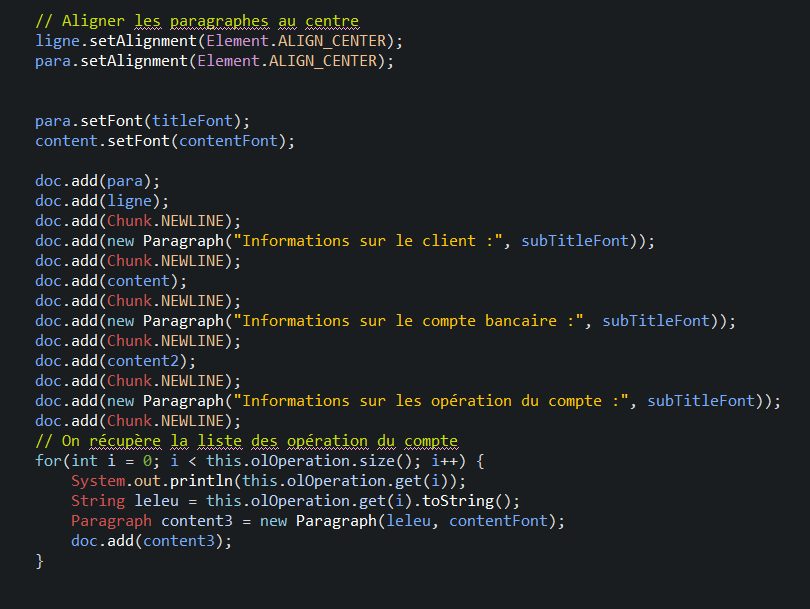 // Aligner les paragraphes au centre
ligne.setAlignment(Element.ALIGN_CENTER);
para.setAlignment(Element.ALIGN_CENTER);
para.setFont(titleFont);
content.setFont(contentFont);
doc.add(para);
doc.add(ligne);
doc.add(Chunk.NEWLINE);
doc.add(new Paragraph("Informations sur le client :", subTitleFont));
doc.add(Chunk.NEWLINE);
doc.add(content);
doc.add(Chunk.NEWLINE);
doc.add(new Paragraph("Informations sur le compte bancaire :", subTitleFont));
doc.add(Chunk.NEWLINE);
doc.add(content2);
doc.add(Chunk.NEWLINE);
doc.add(new Paragraph("Informations sur les opération du compte :", subTitleFont));
doc.add(Chunk.NEWLINE);
// On récupère la liste des opération du compte
for(int i = 0; i < this.olOperation.size(); i++) {
    System.out.println(this.olOperation.get(i));
    String leleu = this.olOperation.get(i).toString();
    Paragraph content3 = new Paragraph(leleu, contentFont);
    doc.add(content3);
}